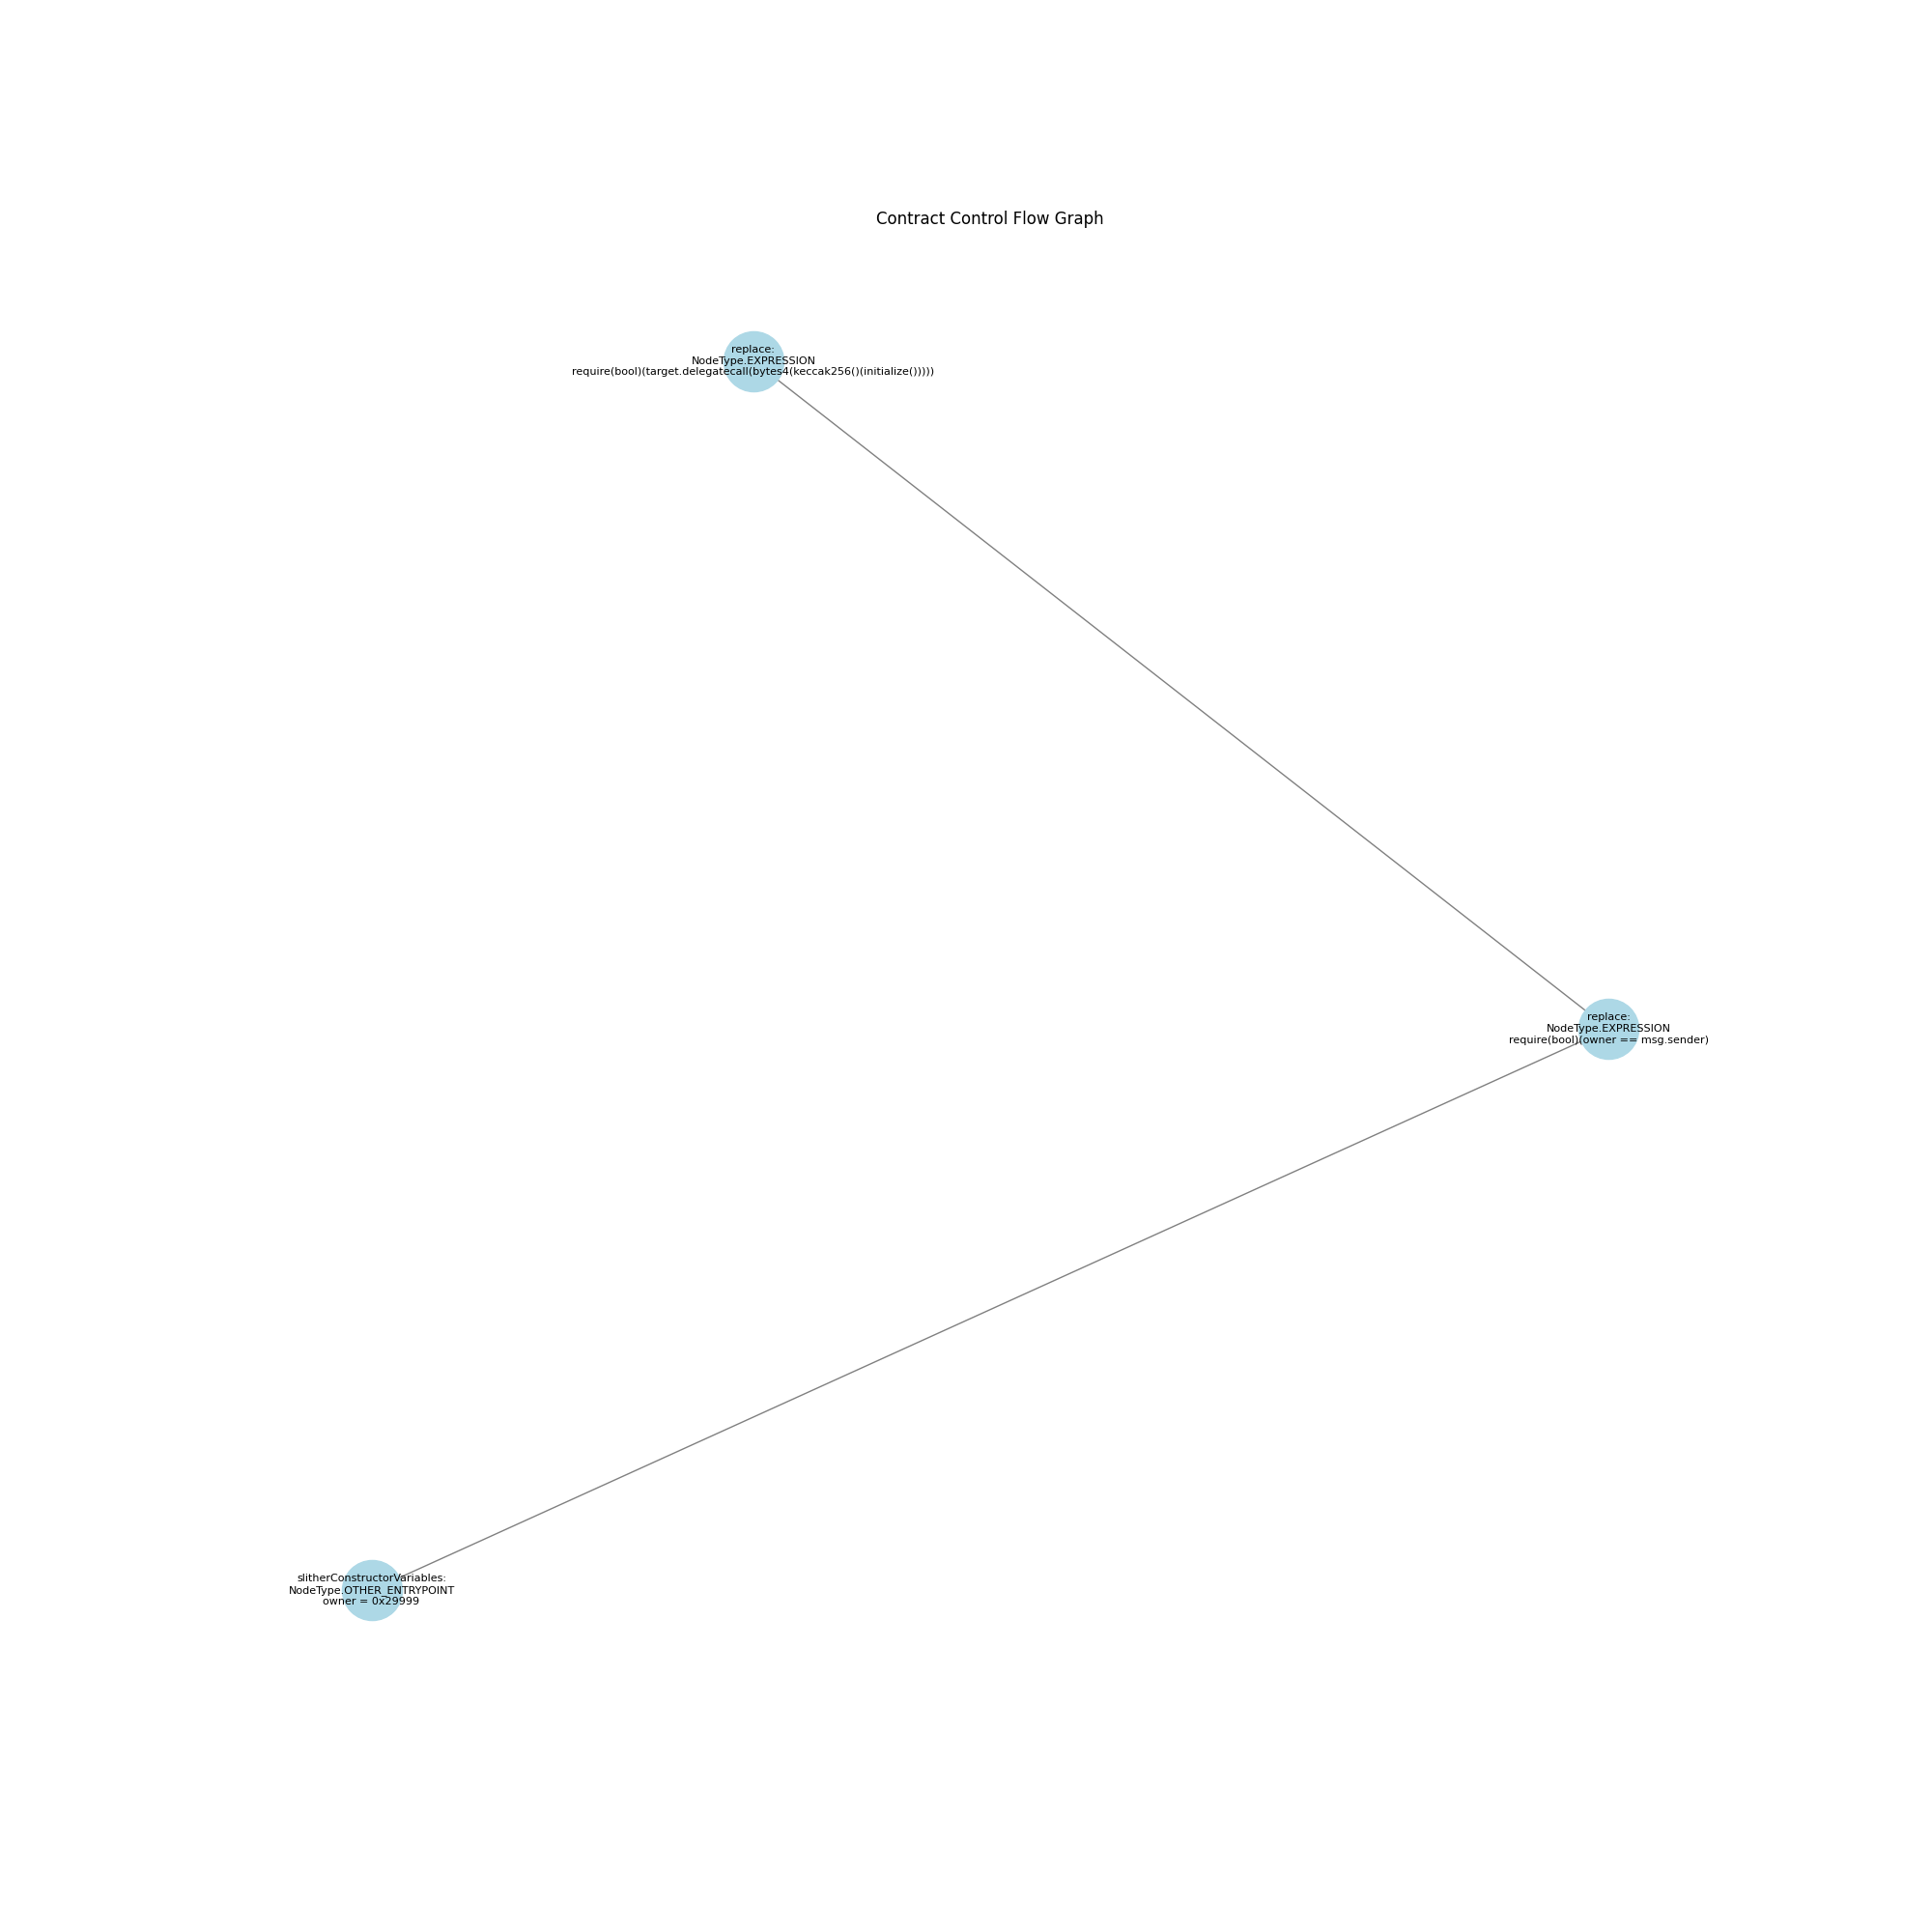 Contract Control Flow Graph
replace:
NodeType.EXPRESSION
require(bool)(target.delegatecall(bytes4(keccak256()(initialize()))))
replace:
NodeType.EXPRESSION
require(bool)(owner == msg.sender)
slitherConstructorVariables:
NodeType.OTHER_ENTRYPOINT
owner = 0x29999